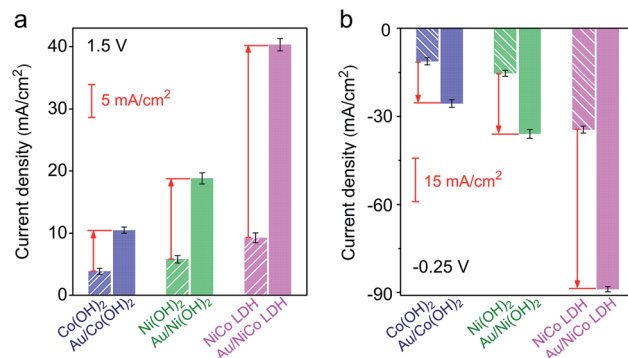 a
1.5 V
5 mA/cm²
Current density (mA/cm²)
40
30
20
10
0
Co(OH)₂
Au/Co(OH)₂
Ni(OH)₂
Au/Ni(OH)₂
NiCo LDH
Au/NiCo LDH
b
Current density (mA/cm²)
0
-30
-60
-90
15 mA/cm²
-0.25 V
Co(OH)₂
Au/Co(OH)₂
Ni(OH)₂
Au/Ni(OH)₂
NiCo LDH
Au/NiCo LDH